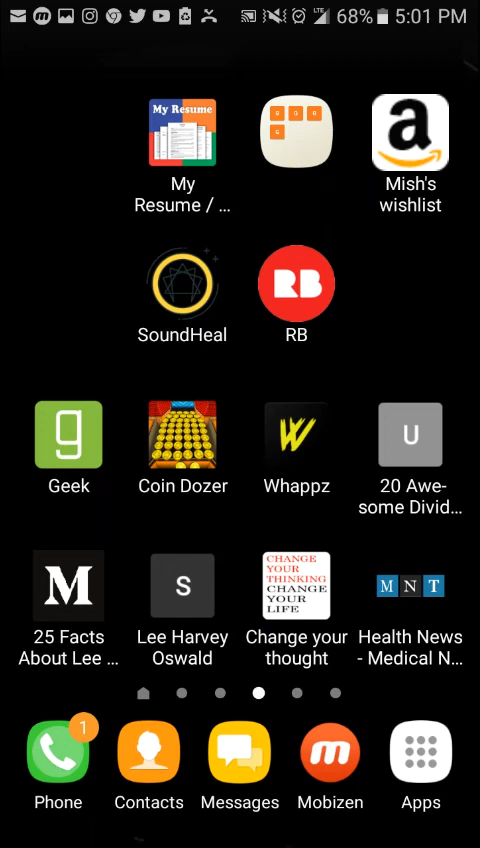 LTE 68% 5:01 PM
My Resume
a
My
Resume / ...
Mish's
wishlist
RB
SoundHeal
RB
g
W
U
Geek
Coin Dozer
Whappz
20 Awe-
some Divid...
M
S
CHANGE
YOUR
THINKING
CHANGE
YOUR
LIFE
M N T
25 Facts
About Lee ...
Lee Harvey
Oswald
Change your
thought
Health News
- Medical N...
1
m
Phone
Contacts
Messages
Mobizen
Apps